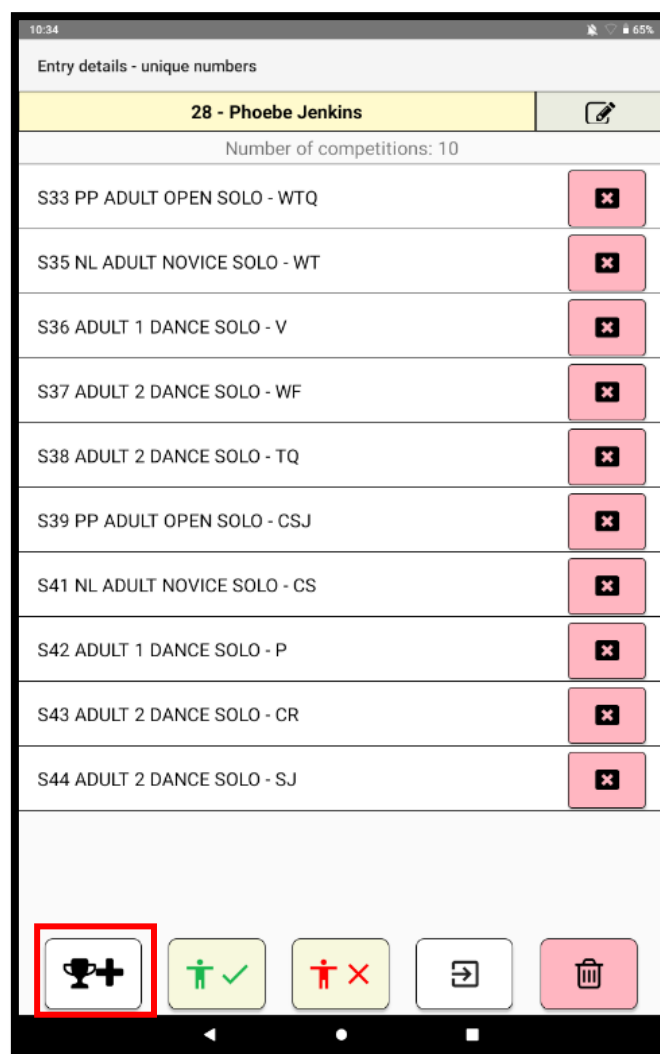 10:34 65%
Entry details - unique numbers
28 - Phoebe Jenkins
Number of competitions: 10
S33 PP ADULT OPEN SOLO - WTQ
S35 NL ADULT NOVICE SOLO - WT
S36 ADULT 1 DANCE SOLO - V
S37 ADULT 2 DANCE SOLO - WF
S38 ADULT 2 DANCE SOLO - TQ
S39 PP ADULT OPEN SOLO - CSJ
S41 NL ADULT NOVICE SOLO - CS
S42 ADULT 1 DANCE SOLO - P
S43 ADULT 2 DANCE SOLO - CR
S44 ADULT 2 DANCE SOLO - SJ